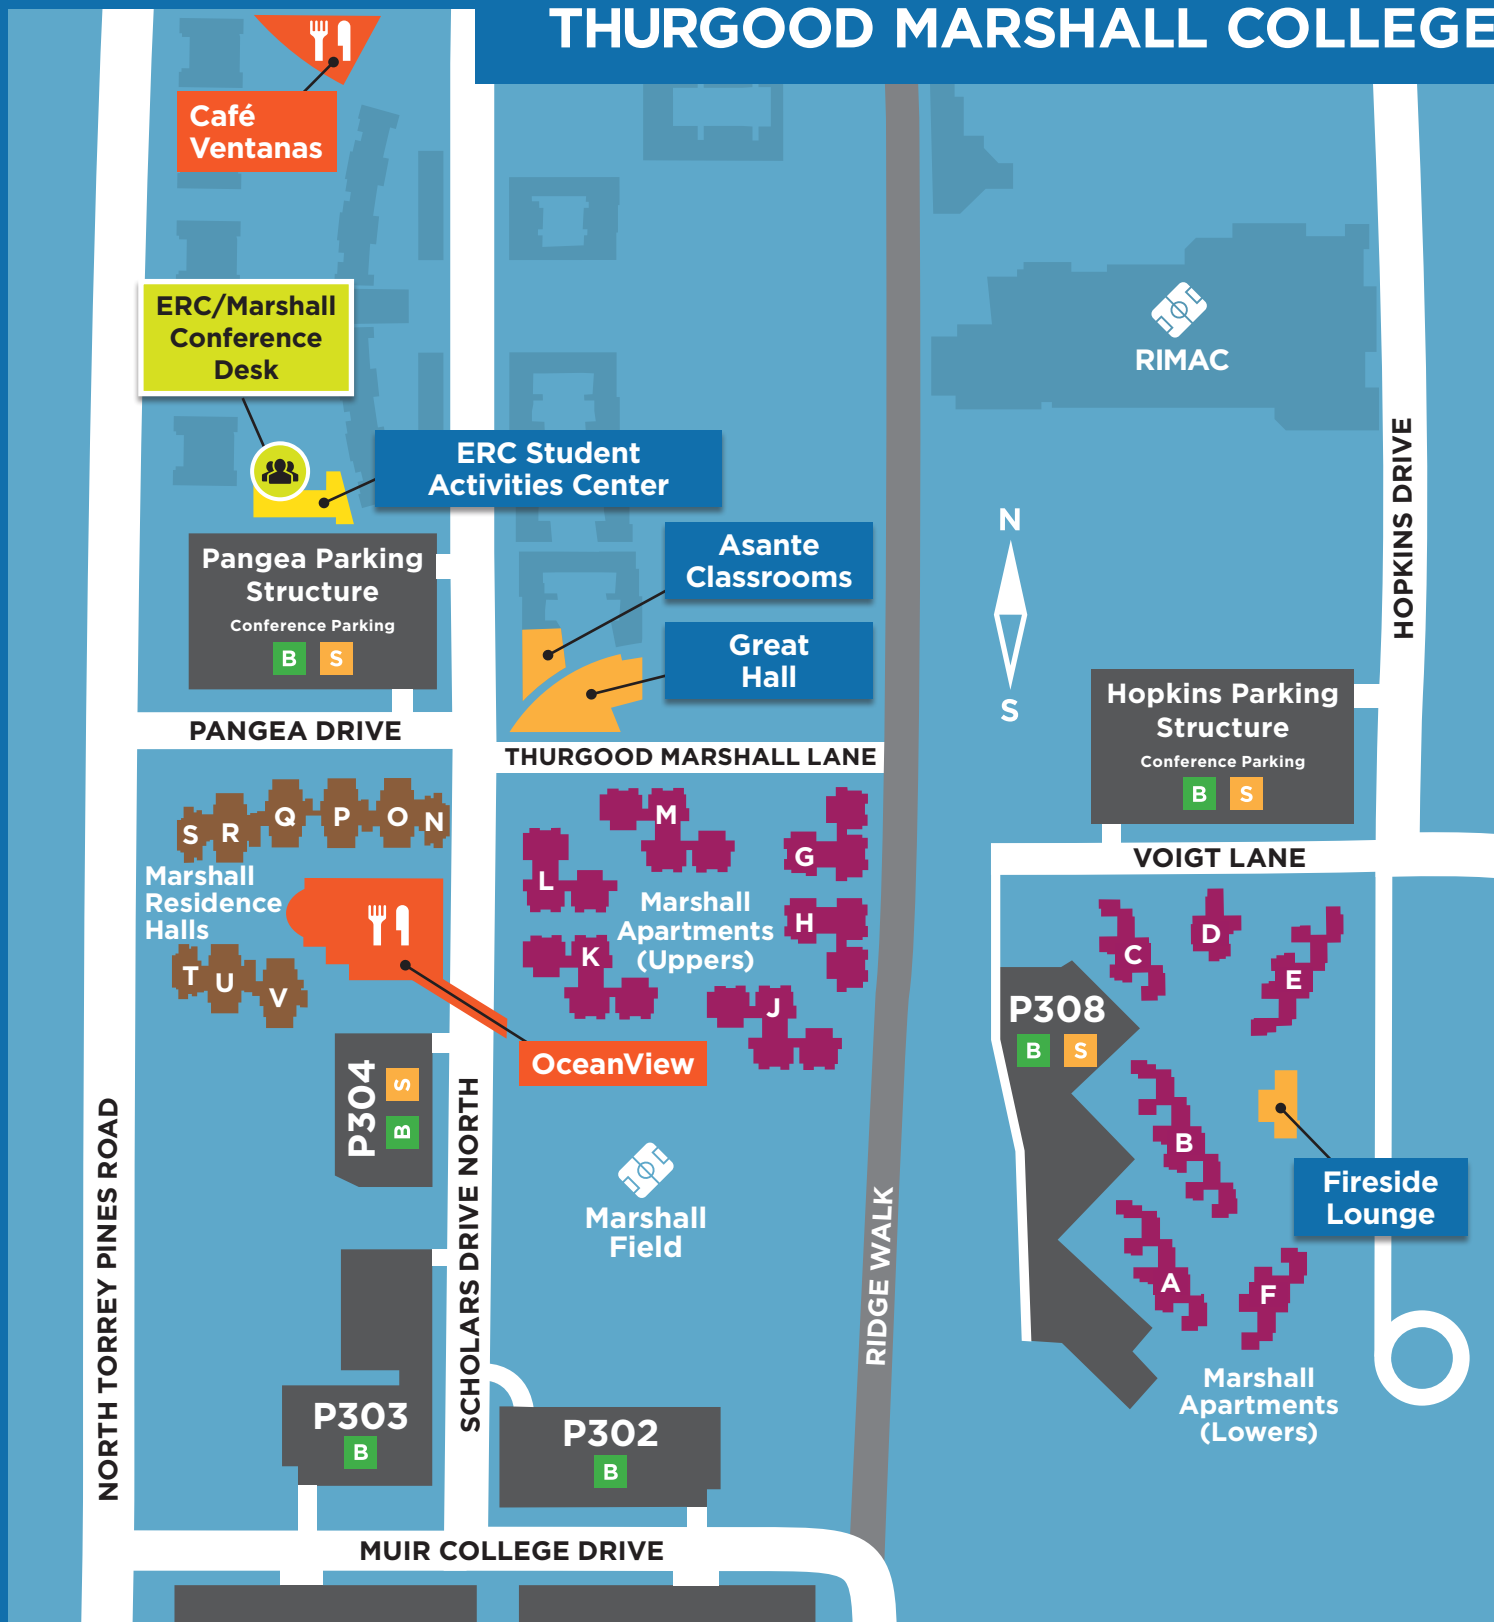 THURGOOD MARSHALL COLLEGE
Café
Ventanas
ERC/Marshall
Conference
Desk
RIMAC
ERC Student
Activities Center
HOPKINS DRIVE
Asante
Classrooms
N
S
Pangea Parking
Structure
Conference Parking
B S
Great
Hall
Hopkins Parking
Structure
Conference Parking
B S
PANGEA DRIVE
THURGOOD MARSHALL LANE
VOIGT LANE
S R Q P O N
Marshall
Residence
Halls
T U V
M
G
L
Marshall
Apartments
(Uppers)
H
K
J
C
D
E
P308
B S
OceanView
P304
B S
B
Fireside
Lounge
Marshall
Field
NORTH TORREY PINES ROAD
SCHOLARS DRIVE NORTH
RIDGE WALK
A
F
Marshall
Apartments
(Lowers)
P303
B
P302
B
MUIR COLLEGE DRIVE